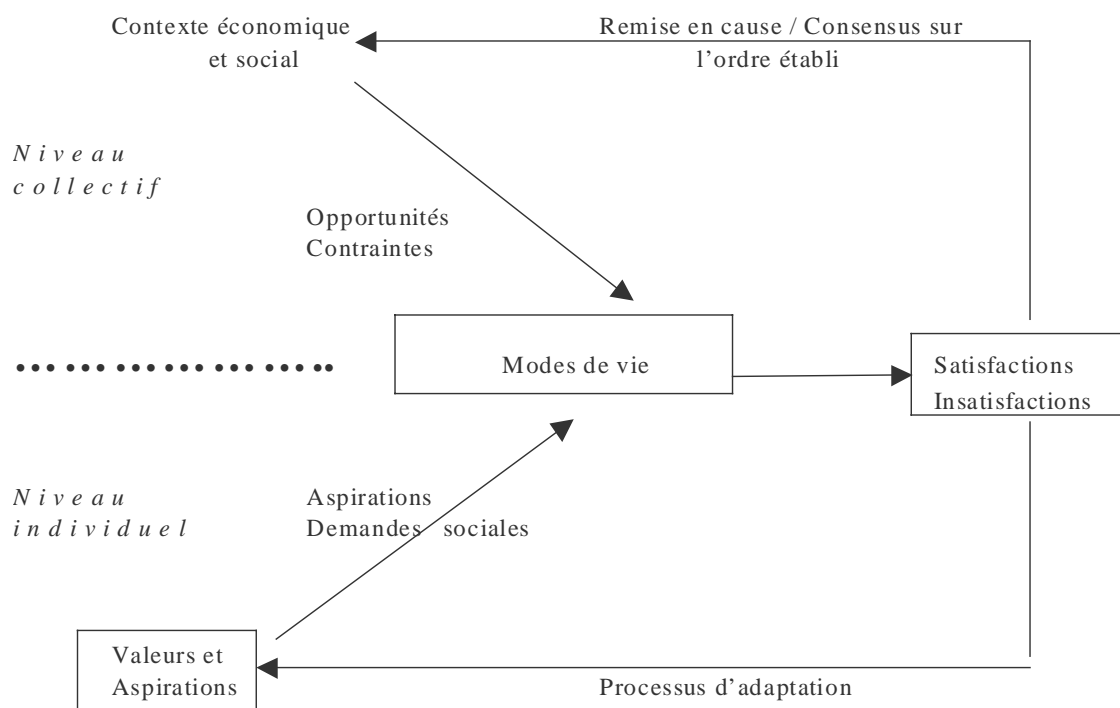 Contexte économique
et social
Remise en cause / Consensus sur
l'ordre établi
Niveau
collectif
Opportunités
Contraintes
Modes de vie
Satisfactions
Insatisfactions
Niveau
individuel
Aspirations
Demandes sociales
Valeurs et
Aspirations
Processus d'adaptation